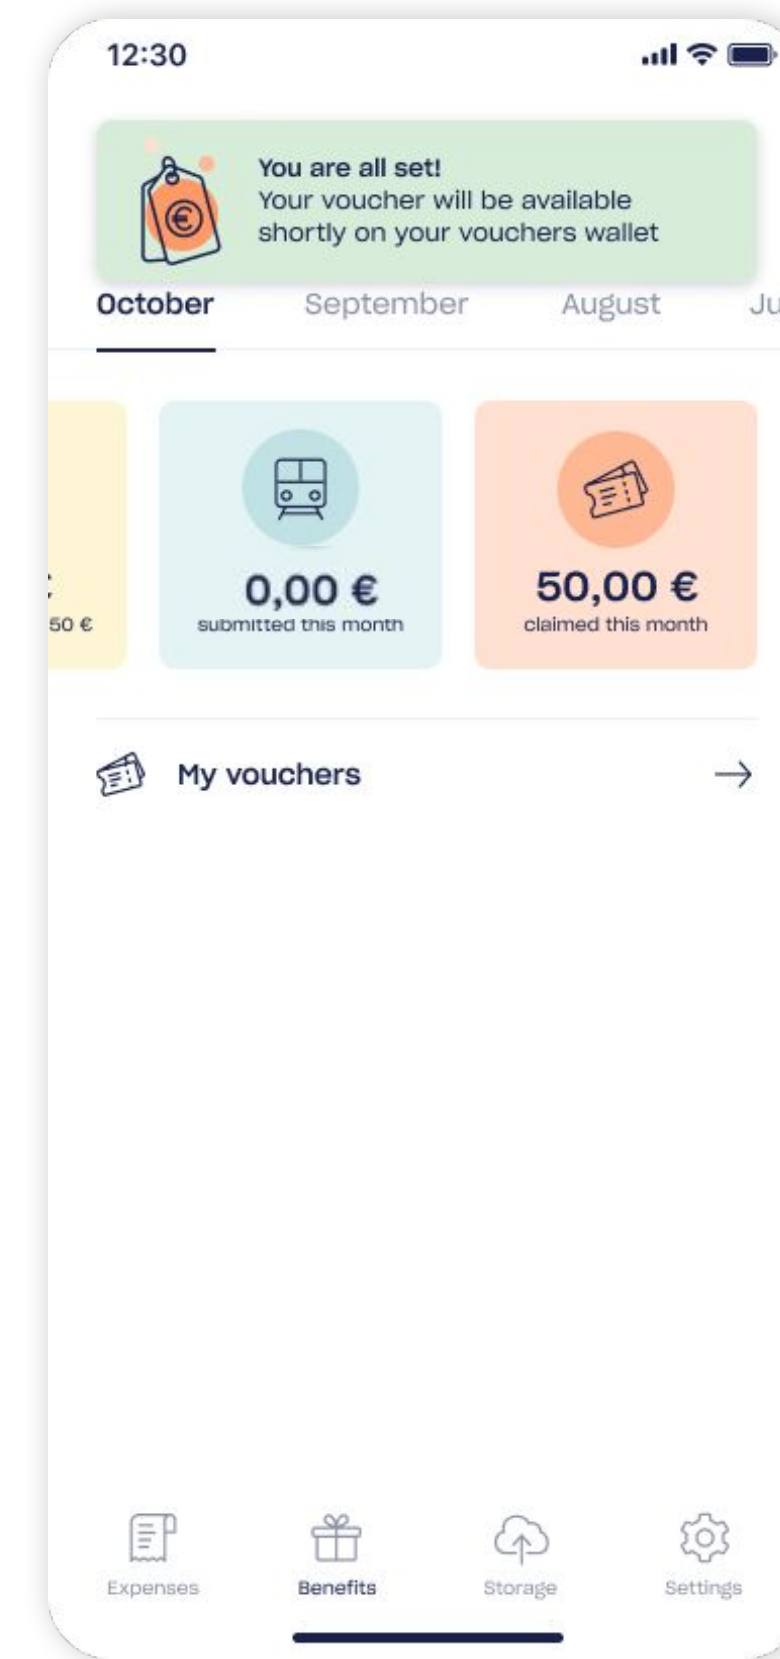 12:30
You are all set!
Your voucher will be available
shortly on your vouchers wallet
October September August Ju
50 €
0,00 €
submitted this month
50,00 €
claimed this month
My vouchers
Expenses Benefits Storage Settings